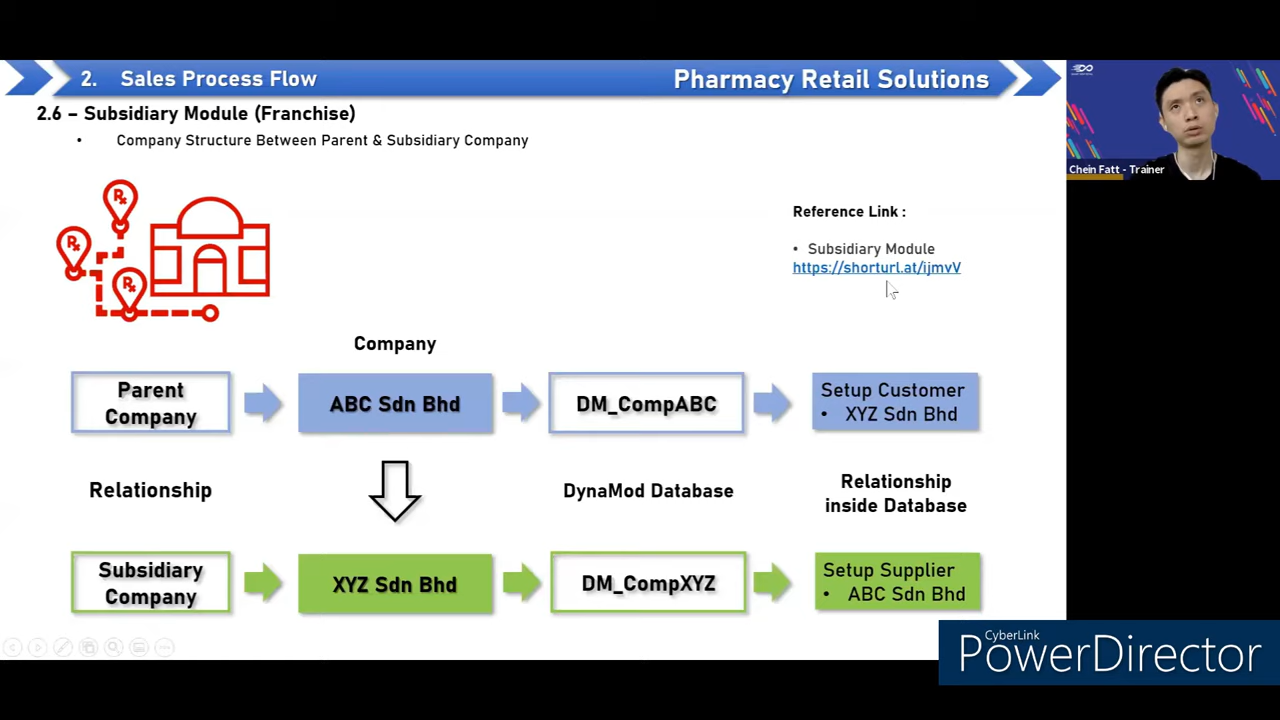 2. Sales Process Flow
Pharmacy Retail Solutions
2.6 – Subsidiary Module (Franchise)
• Company Structure Between Parent & Subsidiary Company
Chein Fatt - Trainer
Rx
Rx
Rx
Reference Link :
• Subsidiary Module
https://shorturl.at/ijmvV
Company
Parent
Company
ABC Sdn Bhd
DM_CompABC
Setup Customer
• XYZ Sdn Bhd
Relationship
DynaMod Database
Relationship
inside Database
Subsidiary
Company
XYZ Sdn Bhd
DM_CompXYZ
Setup Supplier
• ABC Sdn Bhd
CyberLink
PowerDirector